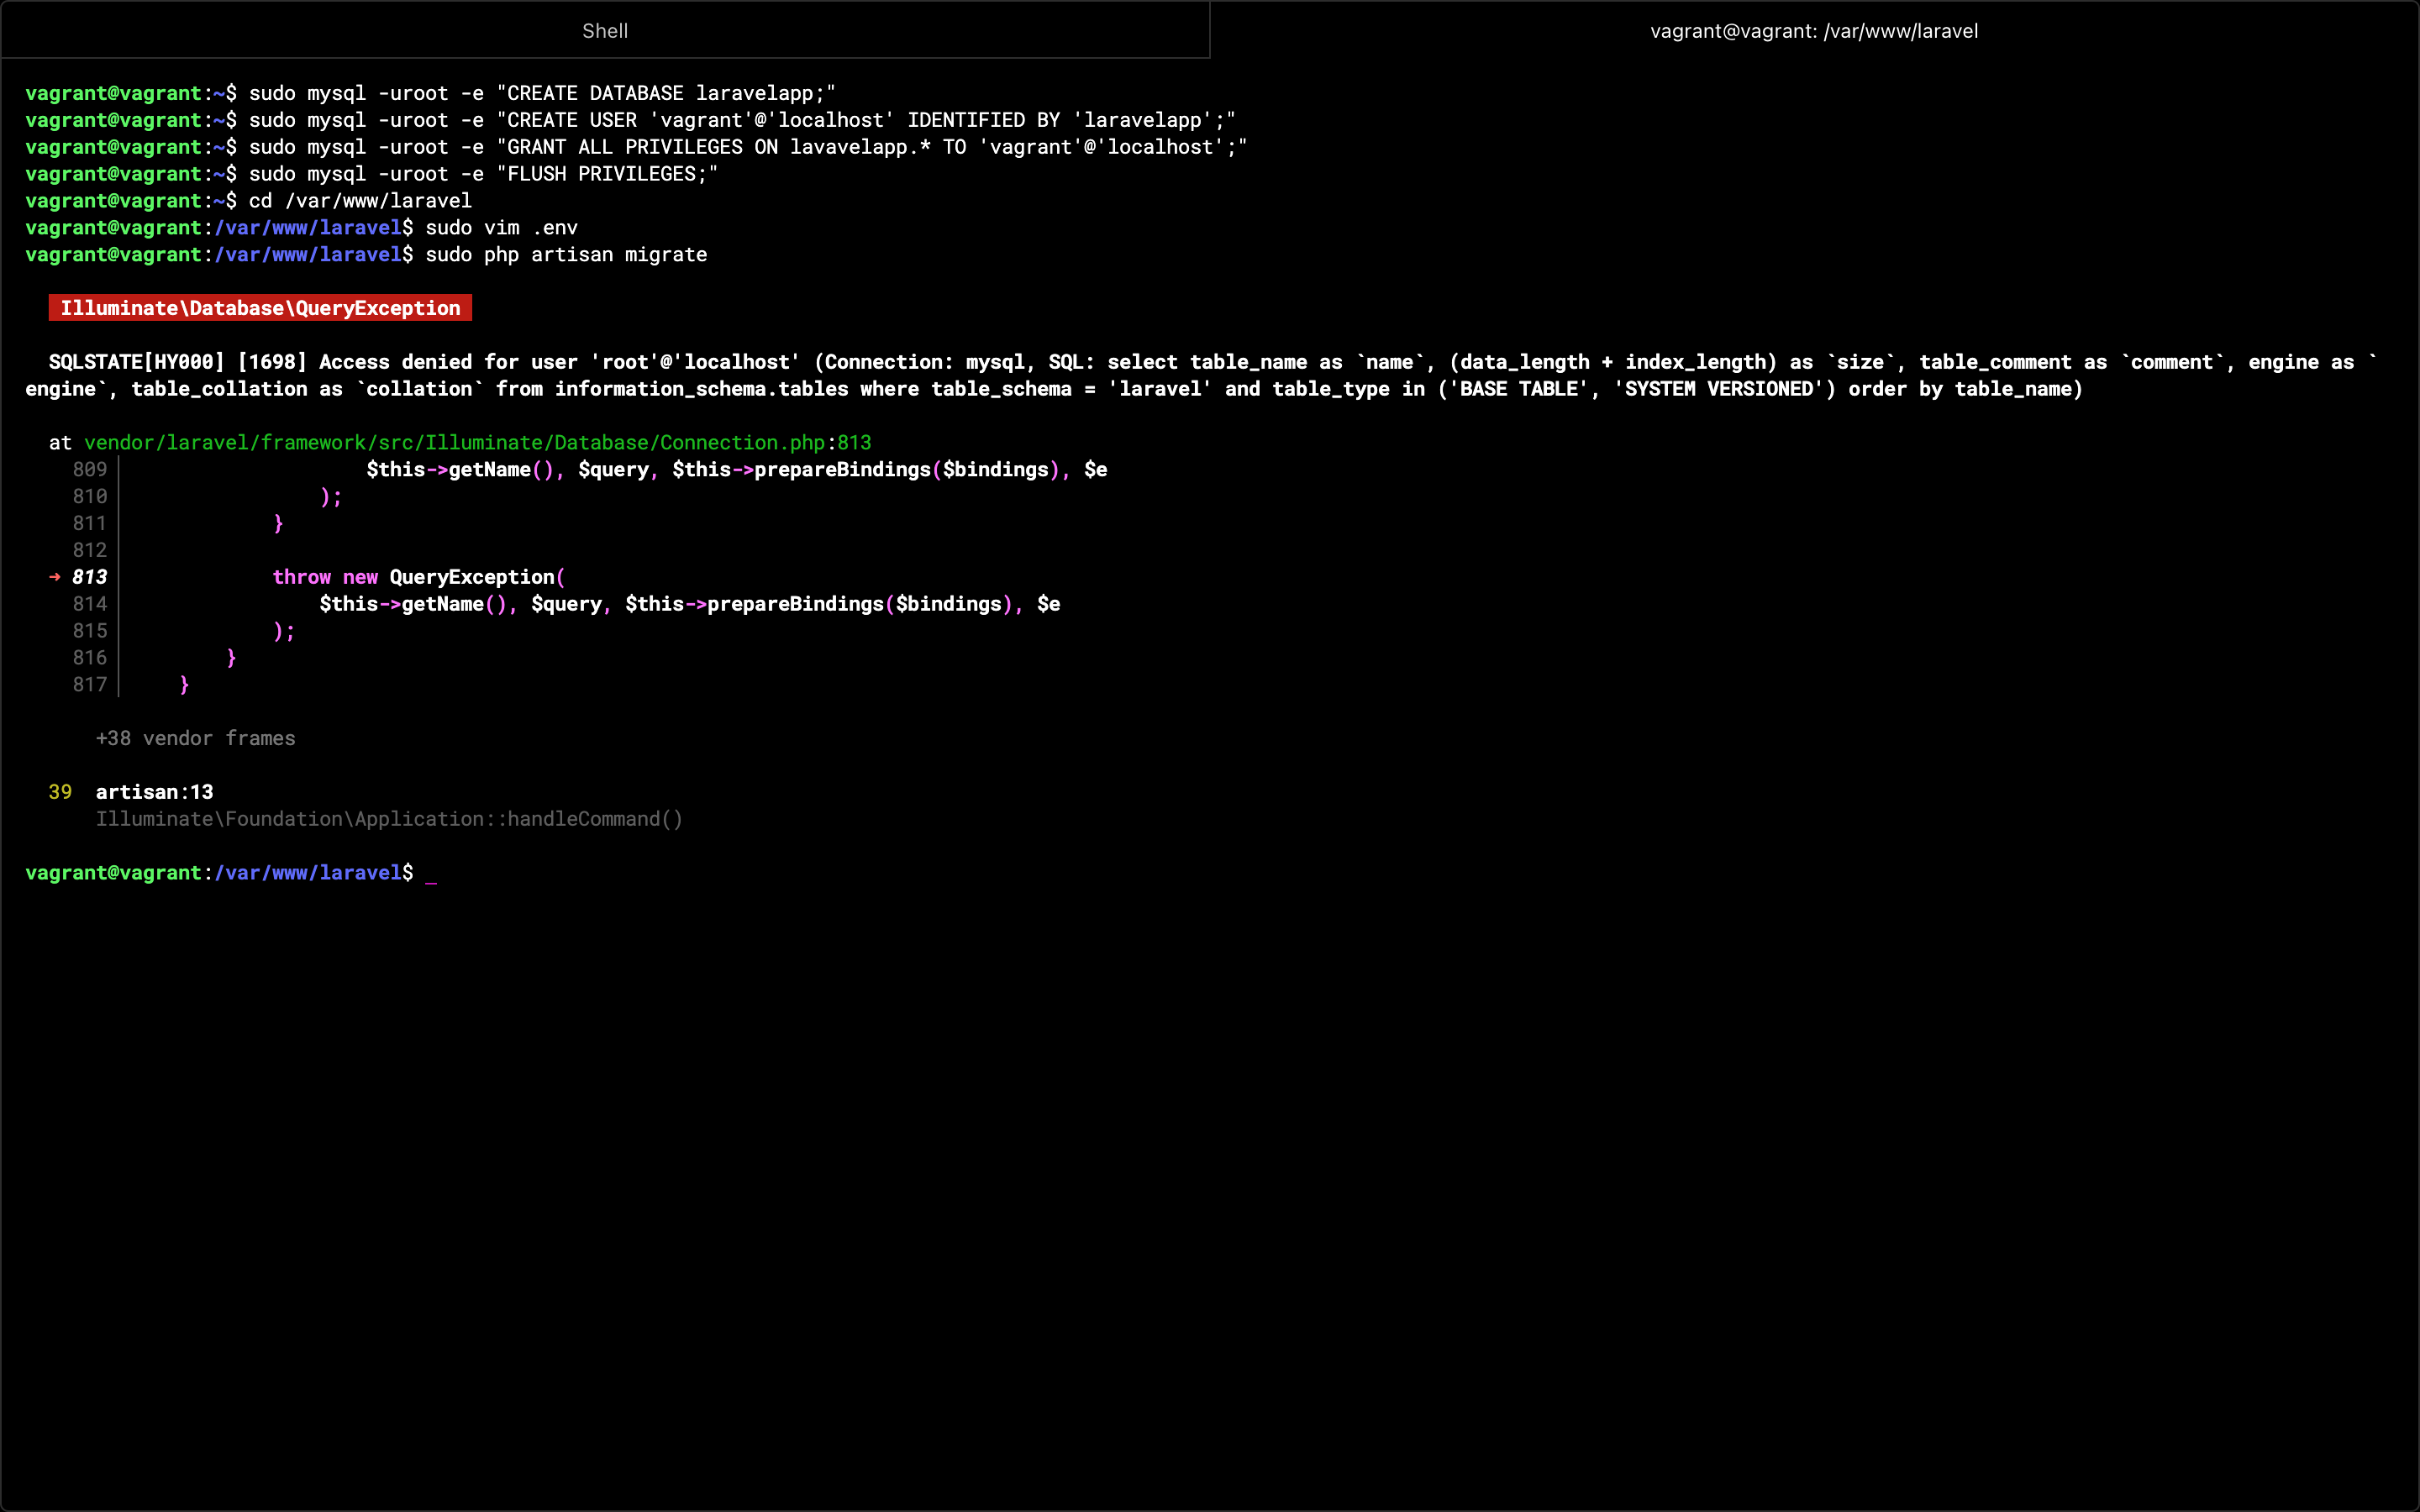 Shell
vagrant@vagrant: /var/www/laravel
vagrant@vagrant:~$ sudo mysql -uroot -e "CREATE DATABASE laravelapp;"
vagrant@vagrant:~$ sudo mysql -uroot -e "CREATE USER 'vagrant'@'localhost' IDENTIFIED BY 'laravelapp';"
vagrant@vagrant:~$ sudo mysql -uroot -e "GRANT ALL PRIVILEGES ON lavavelapp.* TO 'vagrant'@'localhost';"
vagrant@vagrant:~$ sudo mysql -uroot -e "FLUSH PRIVILEGES;"
vagrant@vagrant:~$ cd /var/www/laravel
vagrant@vagrant:/var/www/laravel$ sudo vim .env
vagrant@vagrant:/var/www/laravel$ sudo php artisan migrate
Illuminate\Database\QueryException
SQLSTATE[HY000] [1698] Access denied for user 'root'@'localhost' (Connection: mysql, SQL: select table_name as `name`, (data_length + index_length) as `size`, table_comment as `comment`, engine as `
engine`, table_collation as `collation` from information_schema.tables where table_schema = 'laravel' and table_type in ('BASE TABLE', 'SYSTEM VERSIONED') order by table_name)
at vendor/laravel/framework/src/Illuminate/Database/Connection.php:813
809 $this->getName(), $query, $this->prepareBindings($bindings), $e
810 );
811 }
812
➜ 813 throw new QueryException(
814 $this->getName(), $query, $this->prepareBindings($bindings), $e
815 );
816 }
817 }
+38 vendor frames
39 artisan:13
Illuminate\Foundation\Application::handleCommand()
vagrant@vagrant:/var/www/laravel$ _